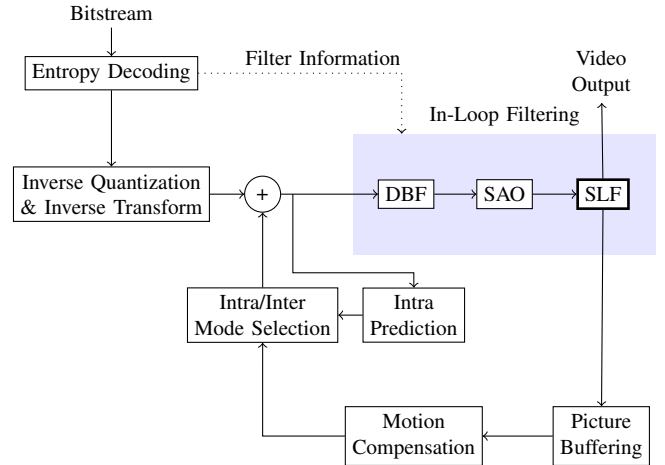 Bitstream
Entropy Decoding
Filter Information
Video
Output
In-Loop Filtering
Inverse Quantization
& Inverse Transform
+
DBF
SAO
SLF
Intra/Inter
Mode Selection
Intra
Prediction
Motion
Compensation
Picture
Buffering